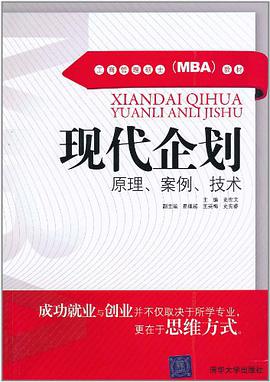 工商管理硕士（MBA）教材
XIANDAI QIHUA
YUANLI ANLI JISHU
现代企划
原理、案例、技术
主 编
副主编
成功就业与创业并不仅取决于所学专业，
更在于思维方式。
清华大学出版社